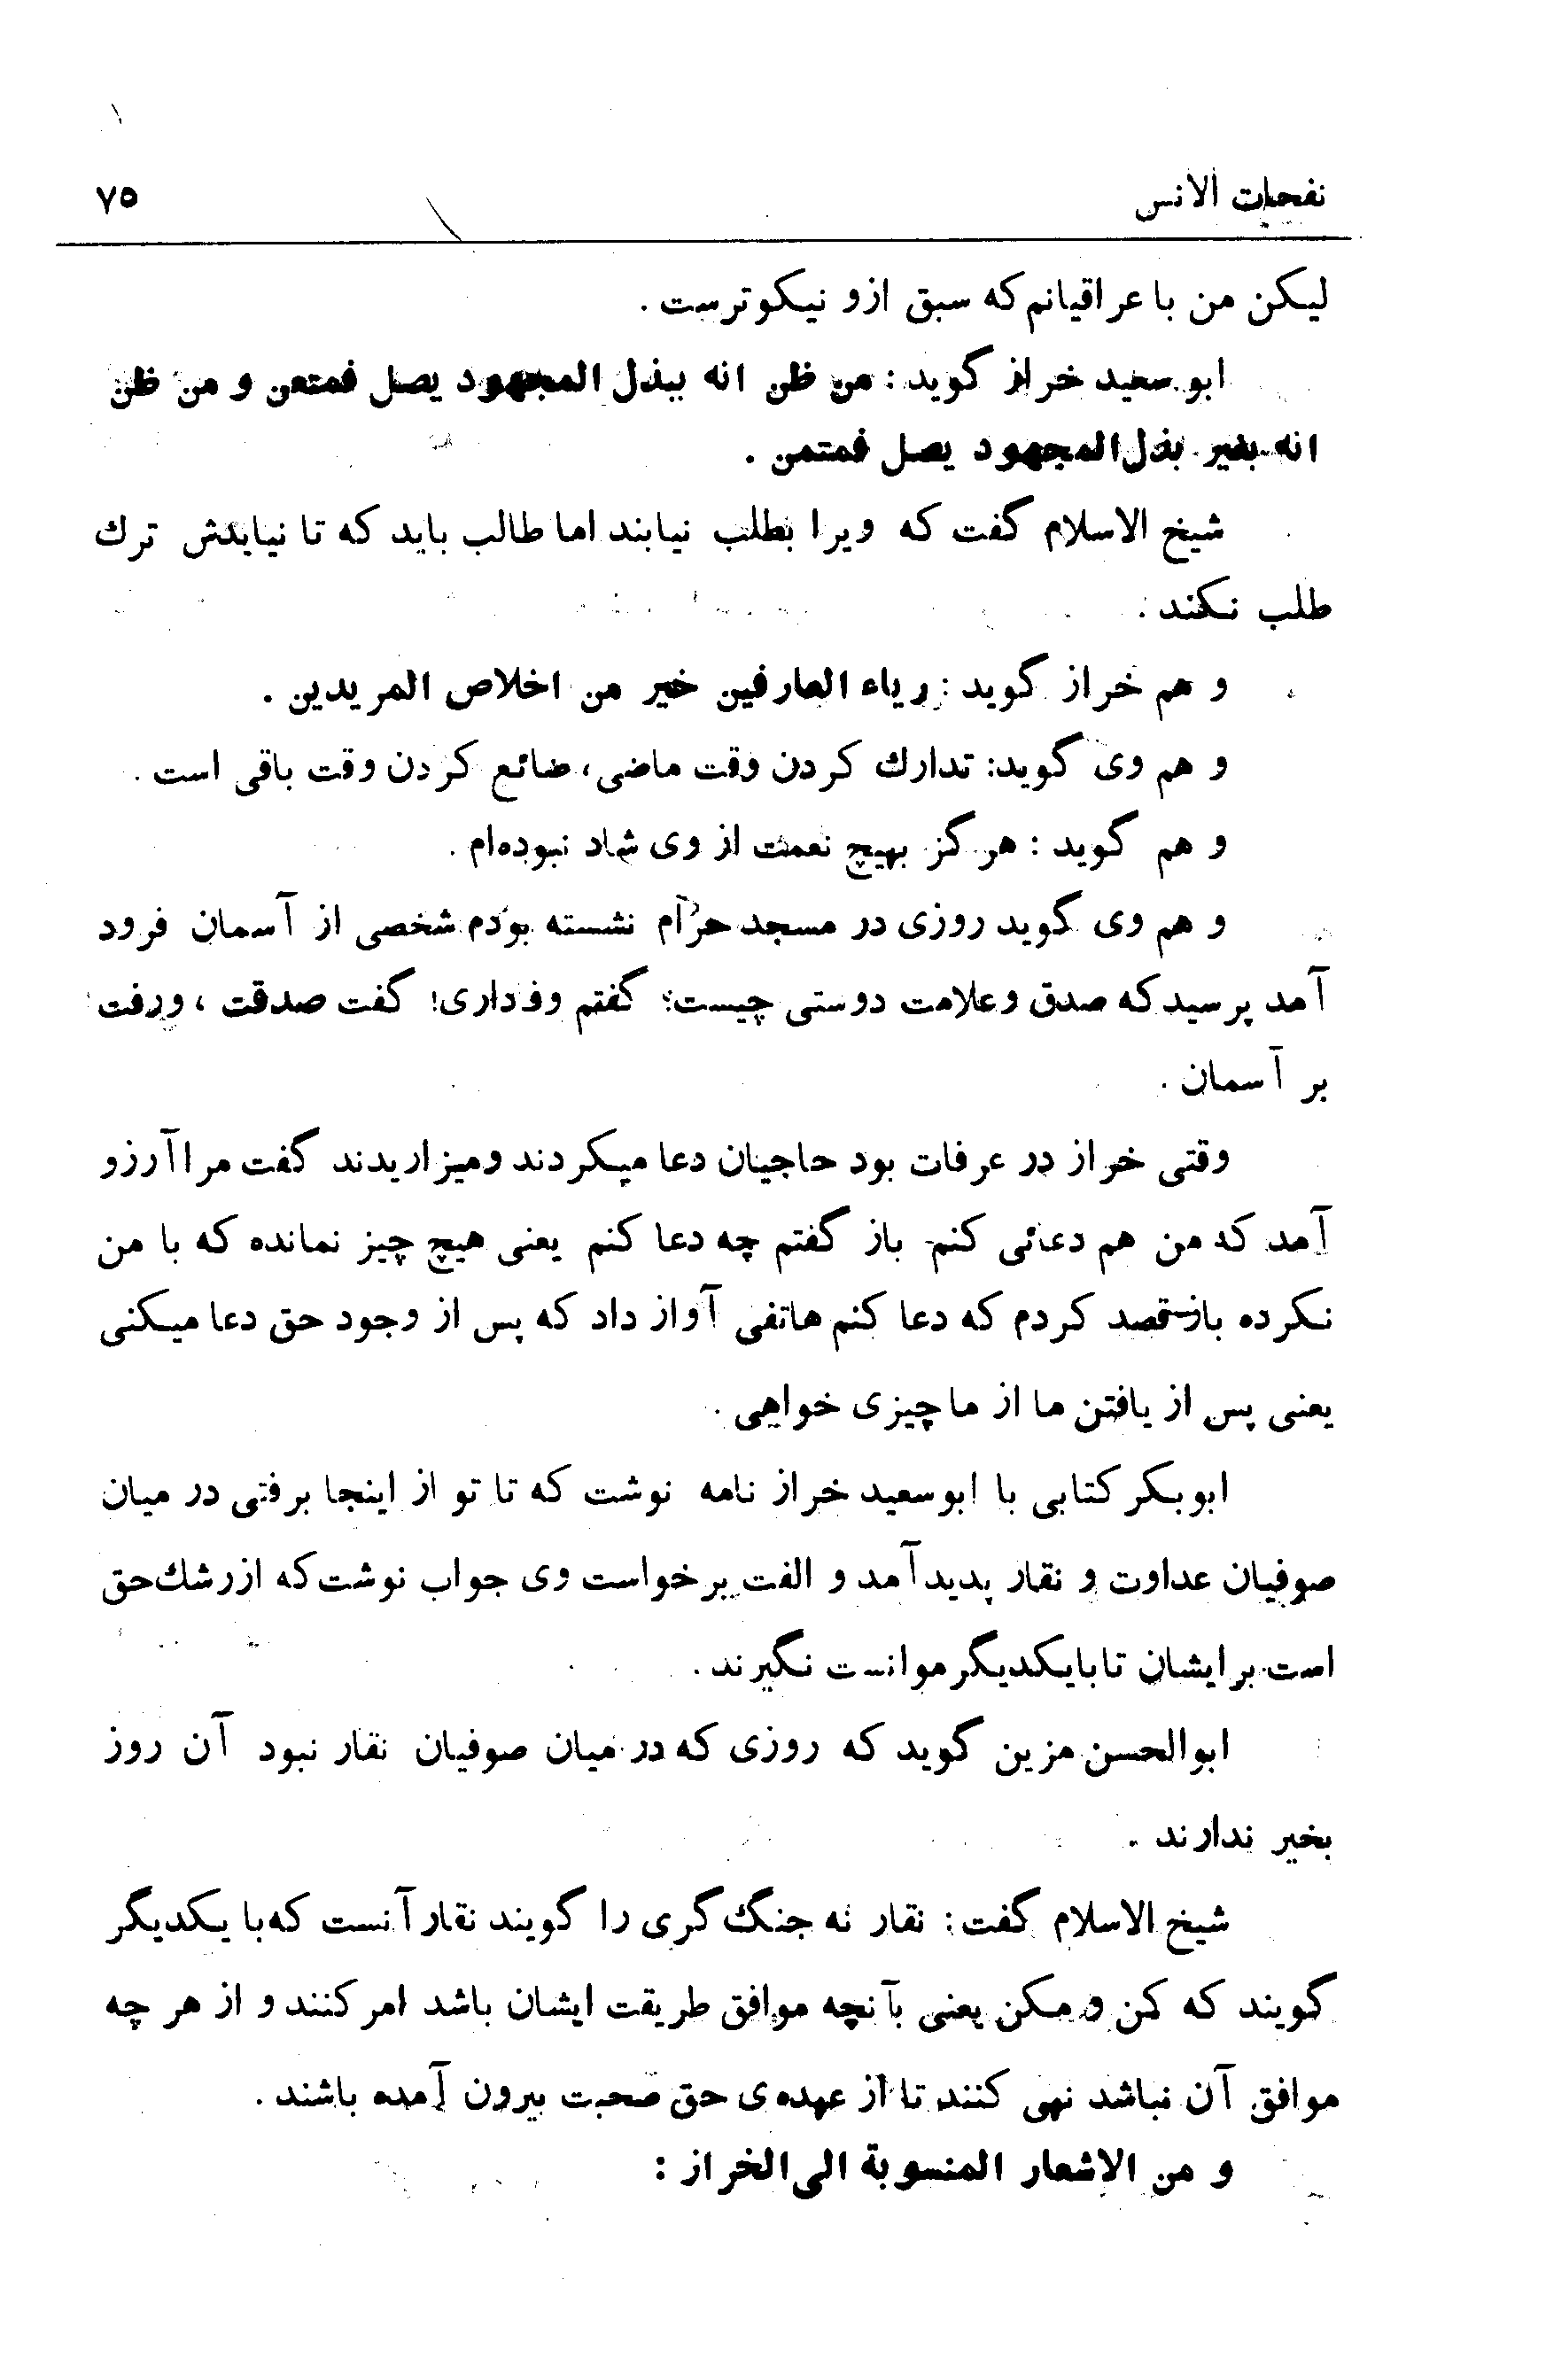 نفحات الانس
۷۵
لیکن من با عراقیانم که سبق ازو نیکوترست .
ابو سعید خراز گوید : من ظن انه ببذل المجهود یصل فمتعن و من ظن
انه بغیر بذل المجهود یصل فمتمن .
شیخ الاسلام گفت که ویرا بطلب نیابند اما طالب باید که تا نیابدش ترك
طلب نکند .
و هم خراز گوید : ریاء العارفین خیر من اخلاص المریدین .
و هم وی گوید: تدارك کردن وقت ماضی، ضائع کردن وقت باقی است .
و هم گوید : هرگز بهیچ نعمت از وی شاد نبوده‌ام .
و هم وی گوید روزی در مسجد حرام نشسته بودم شخصی از آسمان فرود
آمد پرسید که صدق و علامت دوستی چیست؟ گفتم وفاداری! گفت صدقت ، ورفت
بر آسمان .
وقتی خراز در عرفات بود حاجیان دعا میکردند ومیزاریدند گفت مرا آرزو
آمد که من هم دعائی کنم باز گفتم چه دعا کنم یعنی هیچ چیز نمانده که با من
نکرده باز قصد کردم که دعا کنم هاتفی آواز داد که پس از وجود حق دعا میکنی
یعنی پس از یافتن ما از ما چیزی خواهی .
ابوبکر کتابی با ابوسعید خراز نامه نوشت که تا تو از اینجا برفتی در میان
صوفیان عداوت و نقار پدید آمد و الفت برخواست وی جواب نوشت که ازرشك حق
است بر ایشان تا بایکدیگر موانست نگیرند .
ابوالحسن مزین گوید که روزی که در میان صوفیان نقار نبود آن روز
بخیر ندارند .
شیخ الاسلام گفت : نقار نه جنگ گری را گویند نقار آنست که با یکدیگر
گویند که کن و مکن یعنی بآنچه موافق طریقت ایشان باشد امر کنند و از هر چه
موافق آن نباشد نهی کنند تا از عهده‌ی حق صحبت بیرون آمده باشند .
و من الاشعار المنسوبة الی الخراز :